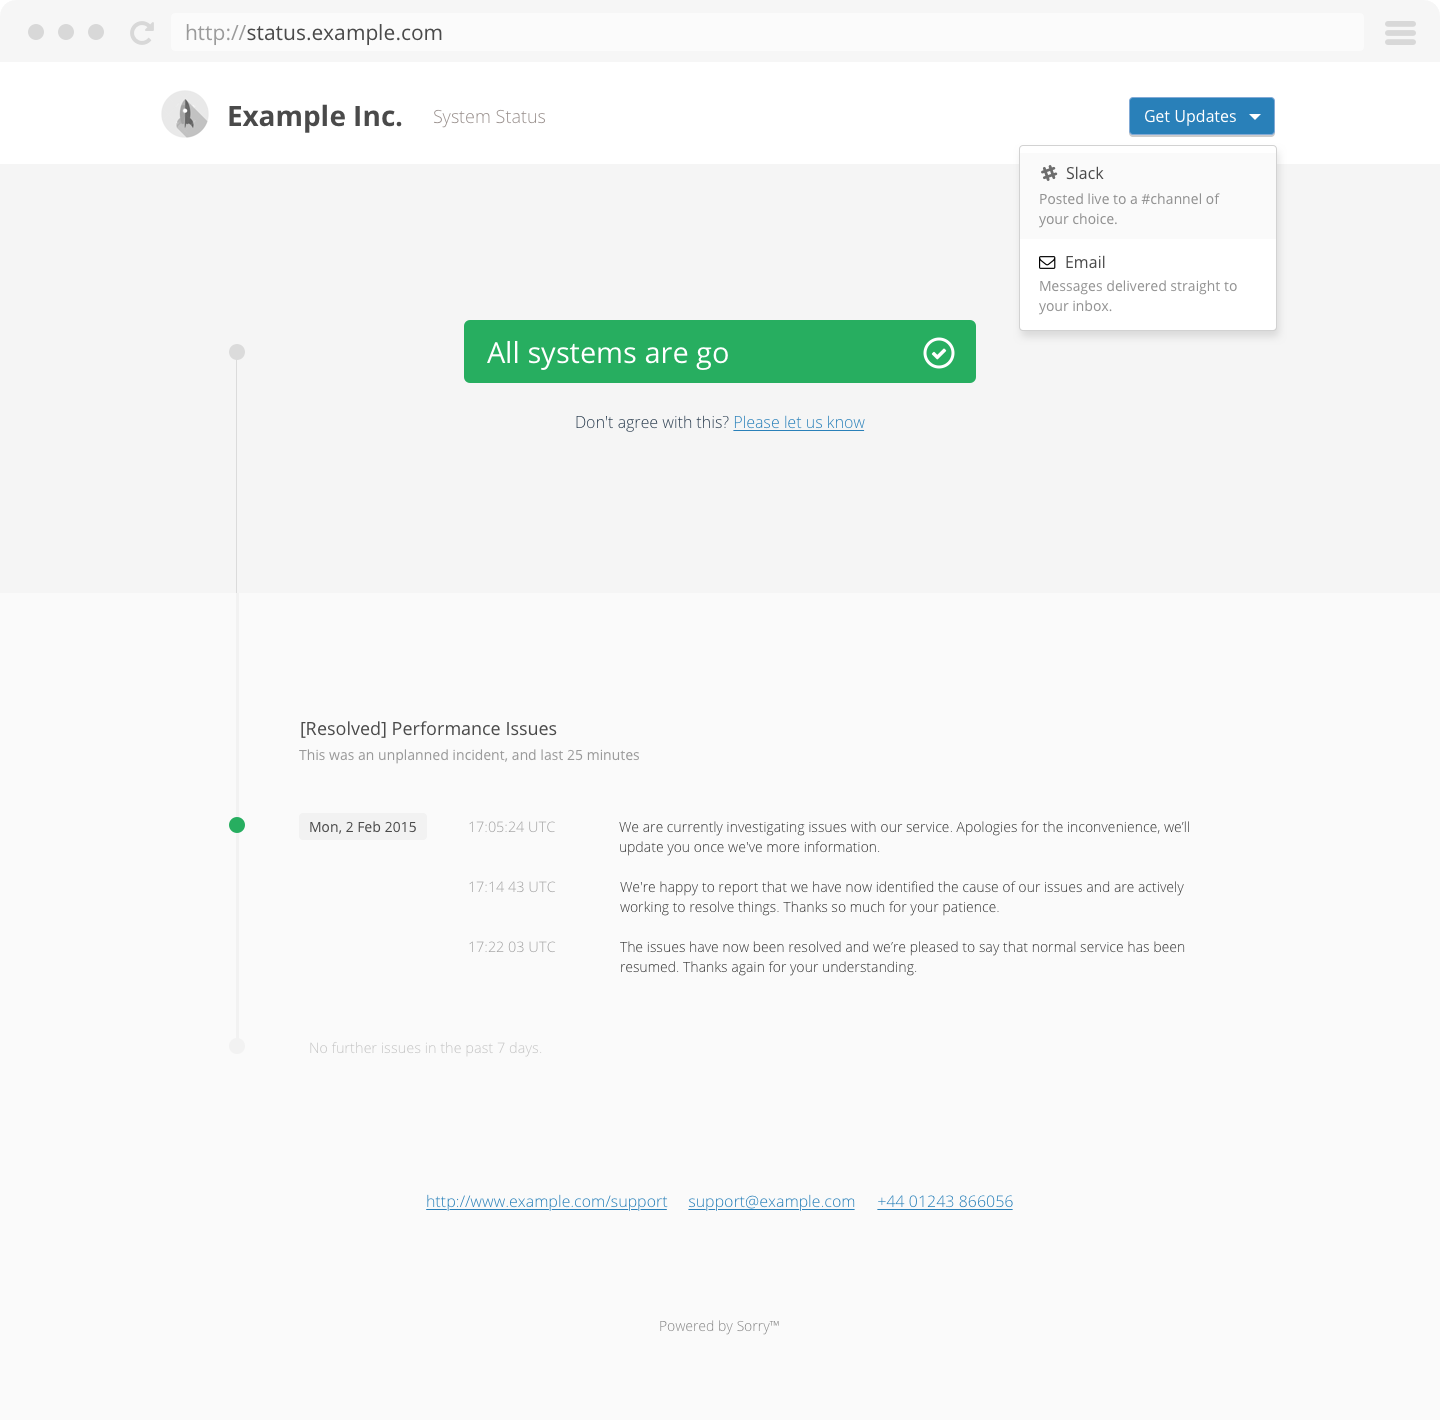 http://status.example.com
Example Inc.
System Status
Get Updates
Slack
Posted live to a #channel of
your choice.
Email
Messages delivered straight to
your inbox.
All systems are go
Don't agree with this? Please let us know
[Resolved] Performance Issues
This was an unplanned incident, and last 25 minutes
Mon, 2 Feb 2015
17:05:24 UTC
We are currently investigating issues with our service. Apologies for the inconvenience, we'll
update you once we've more information.
17:14 43 UTC
We're happy to report that we have now identified the cause of our issues and are actively
working to resolve things. Thanks so much for your patience.
17:22 03 UTC
The issues have now been resolved and we're pleased to say that normal service has been
resumed. Thanks again for your understanding.
No further issues in the past 7 days.
http://www.example.com/support support@example.com +44 01243 866056
Powered by Sorry™